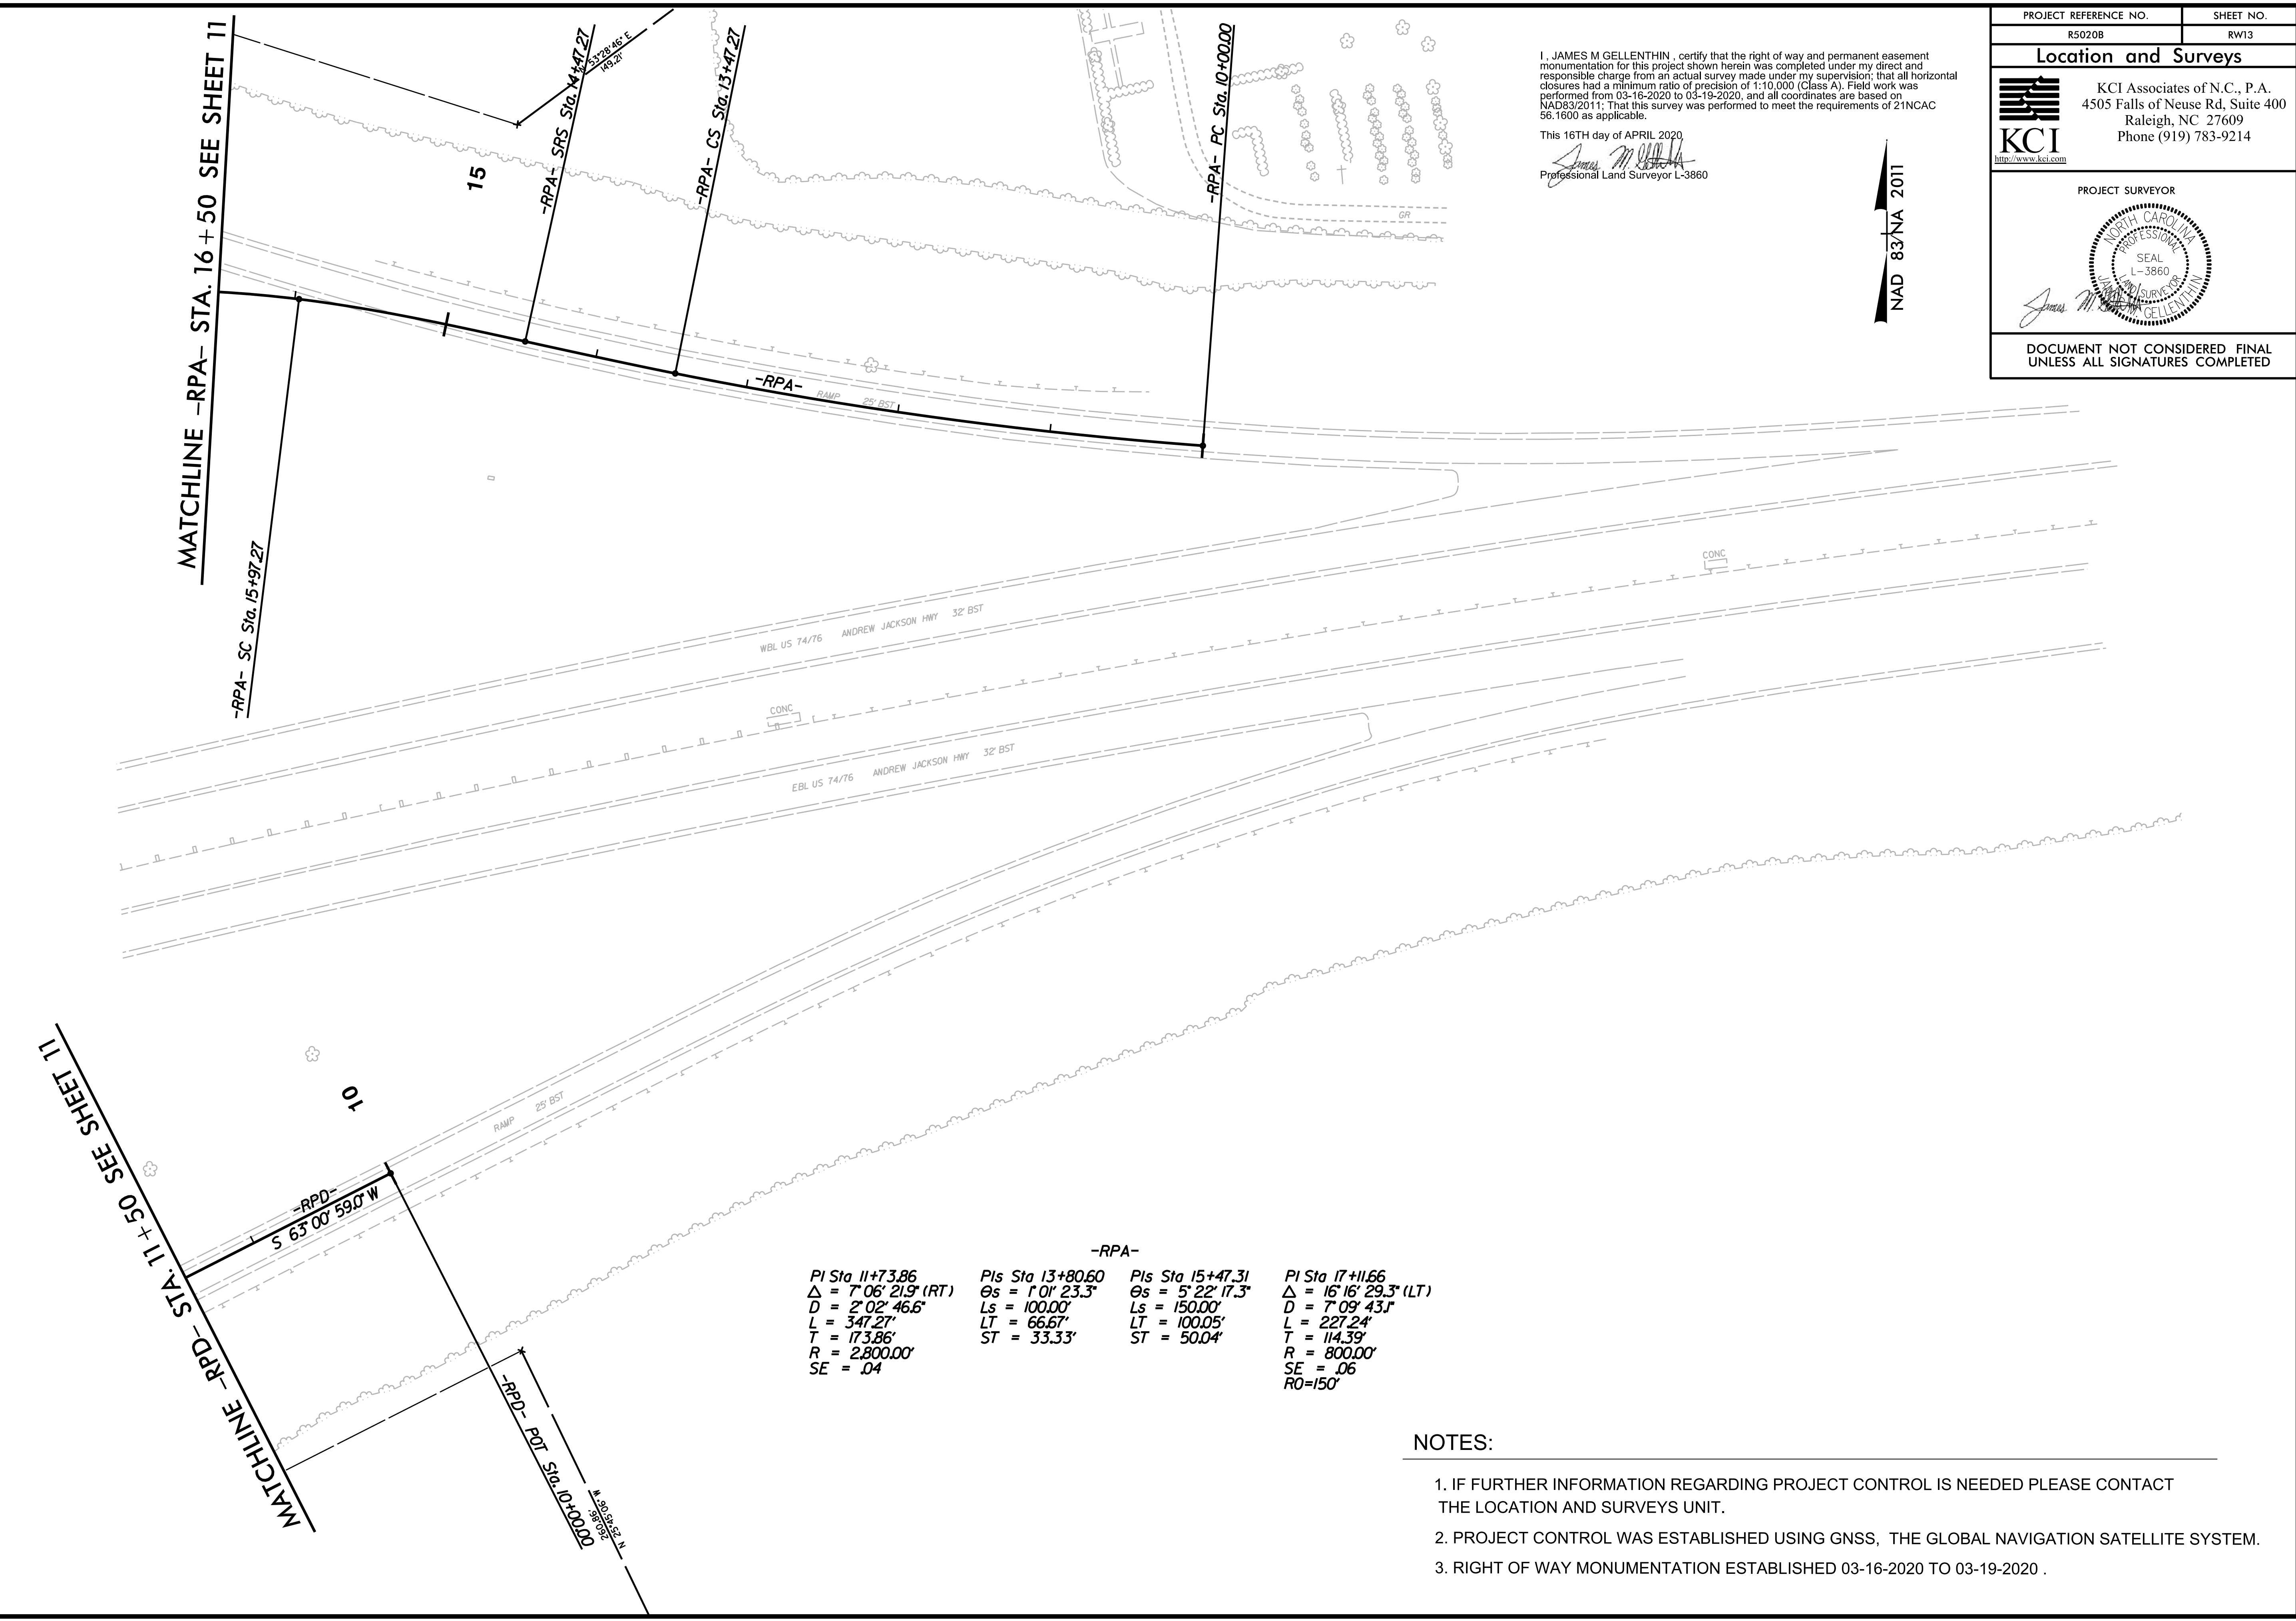 PROJECT REFERENCE NO.
SHEET NO.
R5020B
RW13
Location and Surveys
KCI
http://www.kci.com
KCI Associates of N.C., P.A.
4505 Falls of Neuse Rd, Suite 400
Raleigh, NC 27609
Phone (919) 783-9214
PROJECT SURVEYOR
NORTH CAROLINA
PROFESSIONAL
SEAL
L-3860
LAND SURVEYOR
GELLENTHIN
DOCUMENT NOT CONSIDERED FINAL
UNLESS ALL SIGNATURES COMPLETED
I , JAMES M GELLENTHIN , certify that the right of way and permanent easement
monumentation for this project shown herein was completed under my direct and
responsible charge from an actual survey made under my supervision; that all horizontal
closures had a minimum ratio of precision of 1:10,000 (Class A). Field work was
performed from 03-16-2020 to 03-19-2020, and all coordinates are based on
NAD83/2011; That this survey was performed to meet the requirements of 21NCAC
56.1600 as applicable.
This 16TH day of APRIL 2020
Professional Land Surveyor L-3860
NAD 83/NA 2011
MATCHLINE -RPA- STA. 16+50 SEE SHEET 11
15
53°28'46" E
149.21'
-RPA- SRS Sta. 14+47.27
-RPA- CS Sta. 13+47.27
-RPA- PC Sta. 10+00.00
GR
-RPA-
RAMP 25' BST
-RPA- SC Sta. 15+97.27
CONC
WBL US 74/76 ANDREW JACKSON HWY 32' BST
CONC
EBL US 74/76 ANDREW JACKSON HWY 32' BST
10
RAMP 25' BST
MATCHLINE -RPD- STA. 11+50 SEE SHEET 11
-RPD-
S 63° 00' 59.0" W
-RPD- POT Sta. 10+00.00
N 25°45'06" W
260.86'
-RPA-
PI Sta 11+73.86
△ = 7° 06' 21.9" (RT)
D = 2° 02' 46.6"
L = 347.27'
T = 173.86'
R = 2,800.00'
SE = .04
PIs Sta 13+80.60
Θs = 1° 01' 23.3"
Ls = 100.00'
LT = 66.67'
ST = 33.33'
PIs Sta 15+47.31
Θs = 5° 22' 17.3"
Ls = 150.00'
LT = 100.05'
ST = 50.04'
PI Sta 17+11.66
△ = 16° 16' 29.3" (LT)
D = 7° 09' 43.1"
L = 227.24'
T = 114.39'
R = 800.00'
SE = .06
RO=150'
NOTES:
1. IF FURTHER INFORMATION REGARDING PROJECT CONTROL IS NEEDED PLEASE CONTACT
THE LOCATION AND SURVEYS UNIT.
2. PROJECT CONTROL WAS ESTABLISHED USING GNSS, THE GLOBAL NAVIGATION SATELLITE SYSTEM.
3. RIGHT OF WAY MONUMENTATION ESTABLISHED 03-16-2020 TO 03-19-2020 .